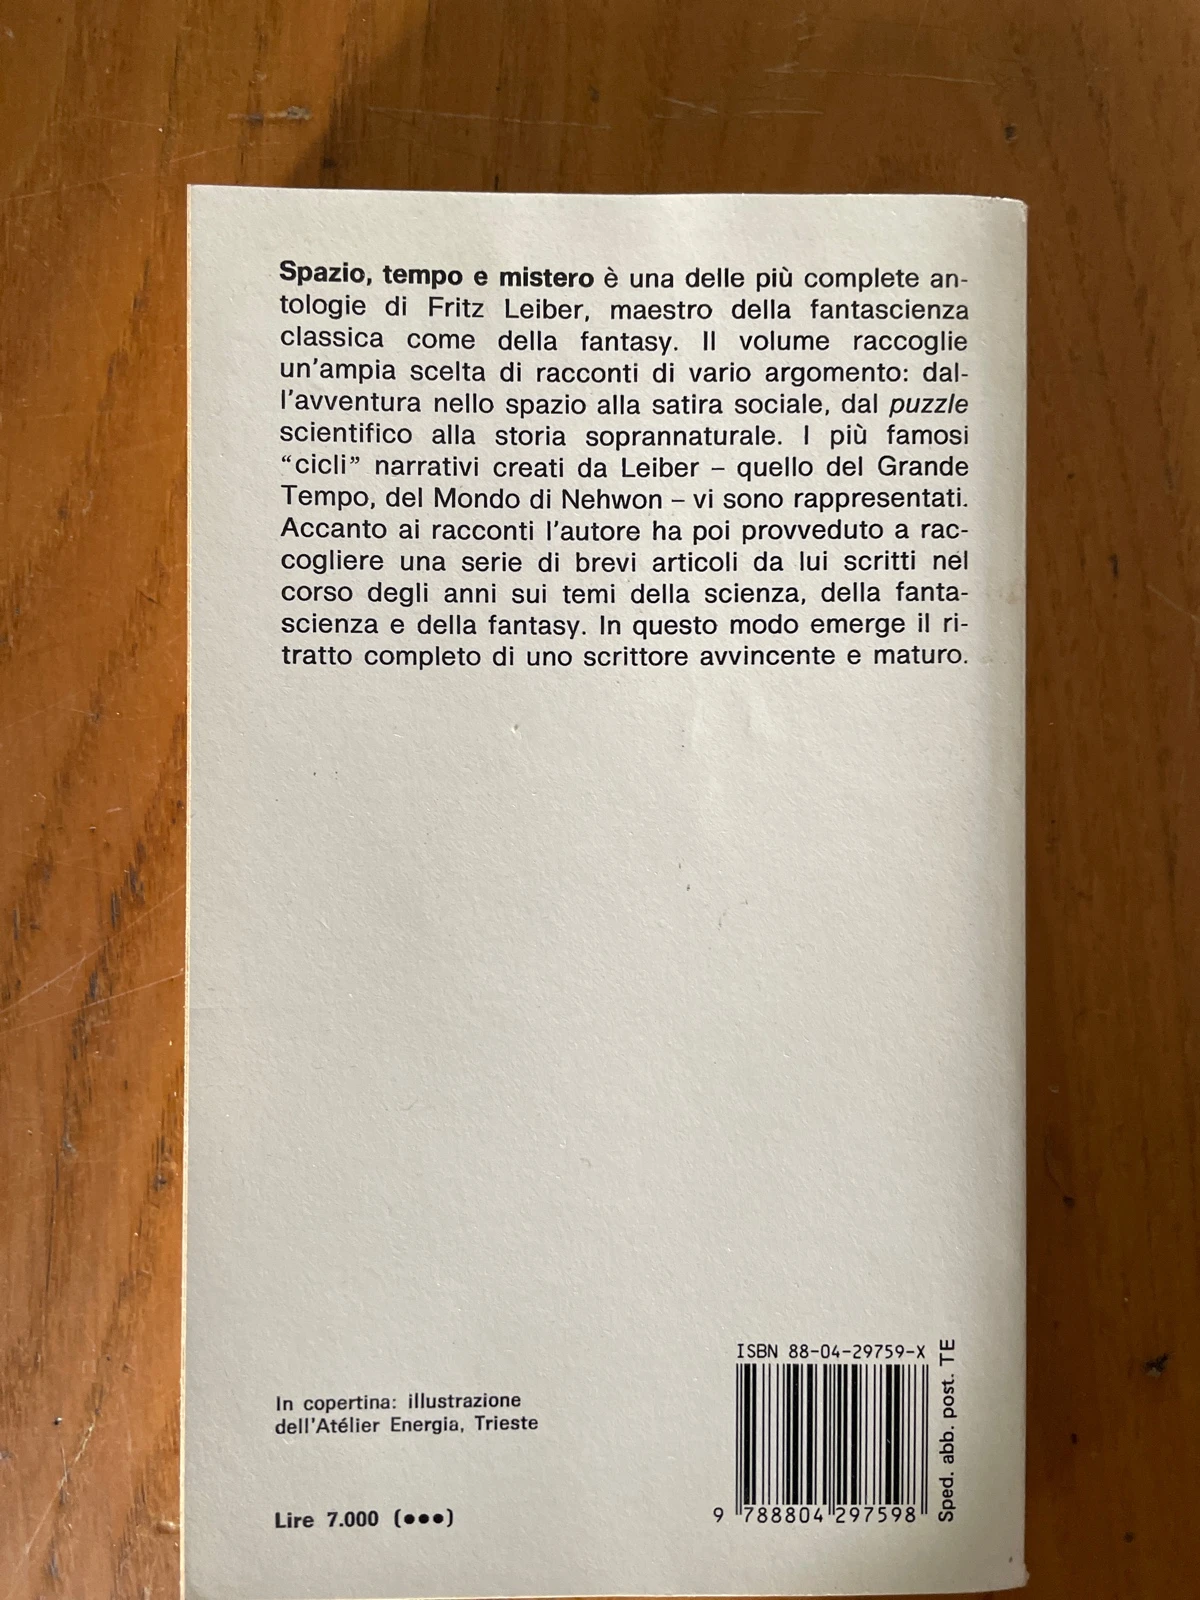 Spazio, tempo e mistero è una delle più complete an-
tologie di Fritz Leiber, maestro della fantascienza
classica come della fantasy. Il volume raccoglie
un'ampia scelta di racconti di vario argomento: dal-
l'avventura nello spazio alla satira sociale, dal puzzle
scientifico alla storia soprannaturale. I più famosi
“cicli” narrativi creati da Leiber – quello del Grande
Tempo, del Mondo di Nehwon – vi sono rappresentati.
Accanto ai racconti l'autore ha poi provveduto a rac-
cogliere una serie di brevi articoli da lui scritti nel
corso degli anni sui temi della scienza, della fanta-
scienza e della fantasy. In questo modo emerge il ri-
tratto completo di uno scrittore avvincente e maturo.
In copertina: illustrazione
dell'Atélier Energia, Trieste
Lire 7.000 (●●●)
ISBN 88-04-29759-X
9 788804 297598
Sped. abb. post. TE